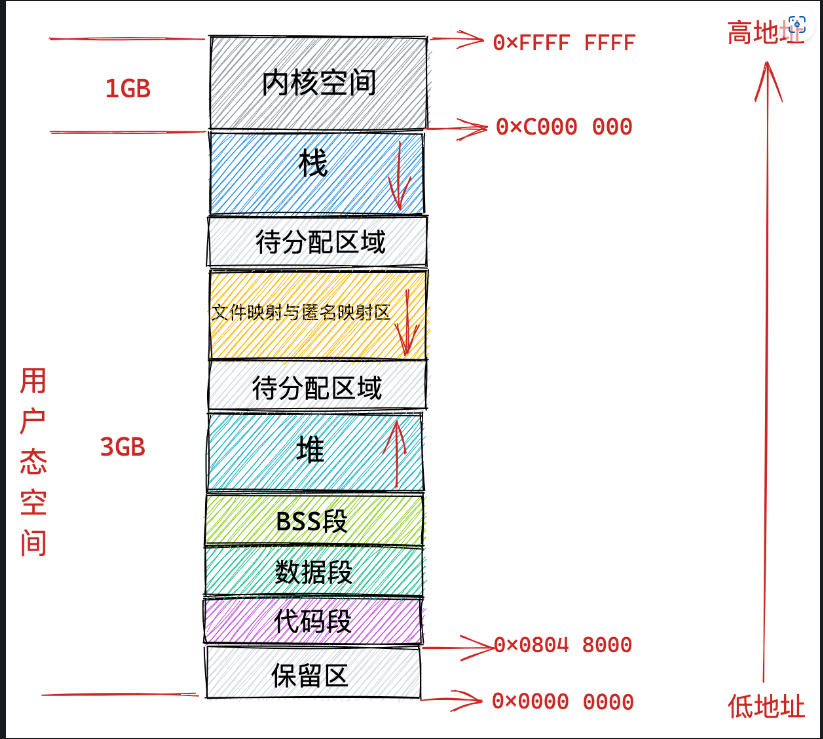 高地址
0×FFFF FFFF
内核空间
1GB
0×C000 000
栈
待分配区域
文件映射与匿名映射区
用户态空间
待分配区域
3GB
堆
BSS段
数据段
代码段
0×0804 8000
保留区
0×0000 0000
低地址